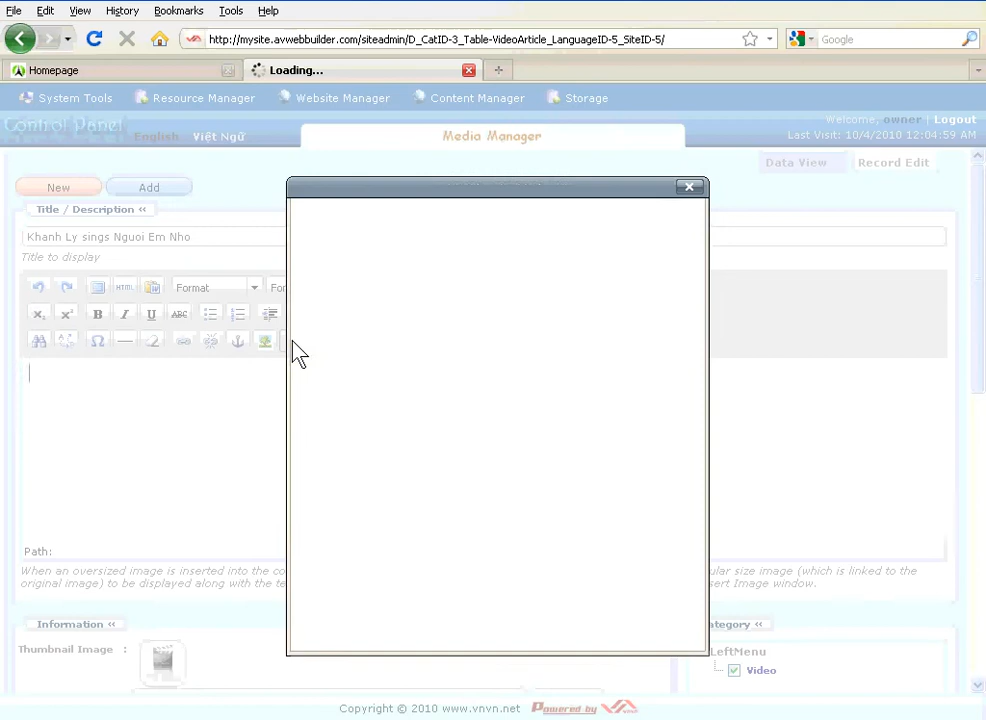 File Edit View History Bookmarks Tools Help
http://mysite.avwebbuilder.com/siteadmin/D_CatID-3_Table-VideoArticle_LanguageID-5_SiteID-5/
Google
Homepage
Loading...
System Tools Resource Manager Website Manager Content Manager Storage
Control Panel English Việt Ngữ Media Manager
Welcome, owner | Logout
Last Visit: 10/4/2010 12:04:59 AM
Data View Record Edit
New Add
Title / Description
Khanh Ly sings Nguoi Em Nho
Title to display
HTML Format For
B I U ABC
Path:
When an oversized image is inserted into the co
original image) to be displayed along with the te
ular size image (which is linked to the
sert Image window.
Information
Thumbnail Image :
ategory
LeftMenu
Video
Copyright © 2010 www.vnvn.net Powered by